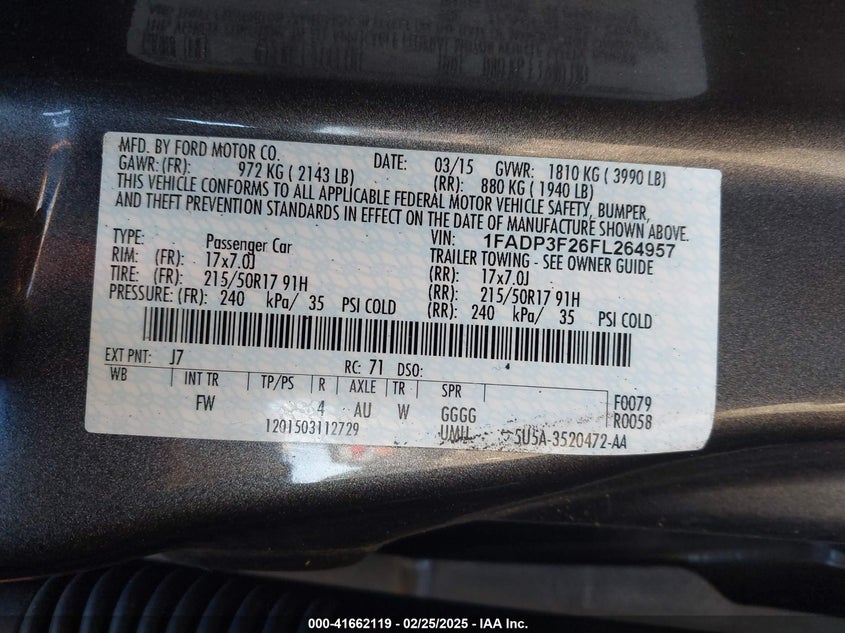 MFD. BY FORD MOTOR CO. DATE: 03/15 GVWR: 1810 KG ( 3990 LB)
GAWR: (FR): 972 KG ( 2143 LB) (RR): 880 KG ( 1940 LB)
THIS VEHICLE CONFORMS TO ALL APPLICABLE FEDERAL MOTOR VEHICLE SAFETY, BUMPER,
AND THEFT PREVENTION STANDARDS IN EFFECT ON THE DATE OF MANUFACTURE SHOWN ABOVE.
VIN: 1FADP3F26FL264957
TYPE: Passenger Car TRAILER TOWING - SEE OWNER GUIDE
RIM: (FR): 17x7.0J (RR): 17x7.0J
TIRE: (FR): 215/50R17 91H (RR): 215/50R17 91H
PRESSURE: (FR): 240 kPa/ 35 PSI COLD (RR): 240 kPa/ 35 PSI COLD
EXT PNT: J7 RC: 71 DSO:
WB INT TR TP/PS R AXLE TR SPR F0079
FW 4 AU W GGGG R0058
1201503112729 UMIL 5U5A-3520472-AA
000-41662119 - 02/25/2025 - IAA Inc.